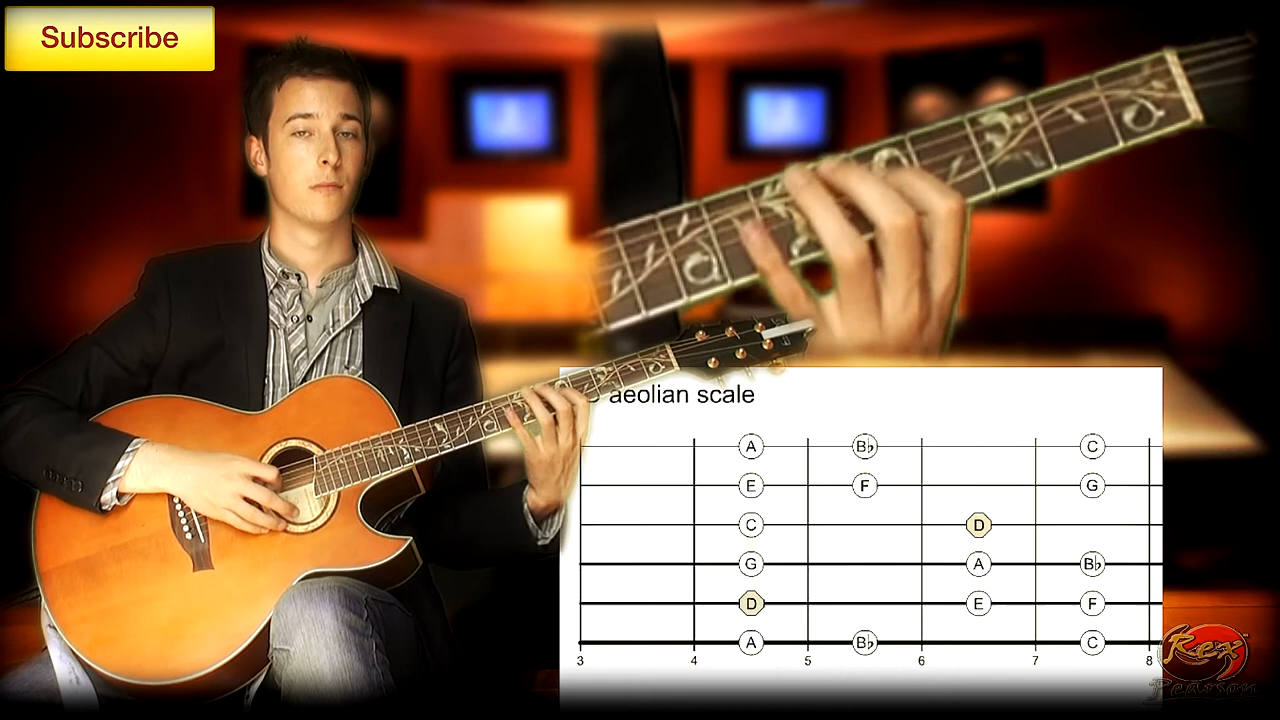 Subscribe
aeolian scale
A B♭ C
E F G
C D
G A B♭
D E F
A B♭ C
3 4 5 6 7 8
Rex
Pearson